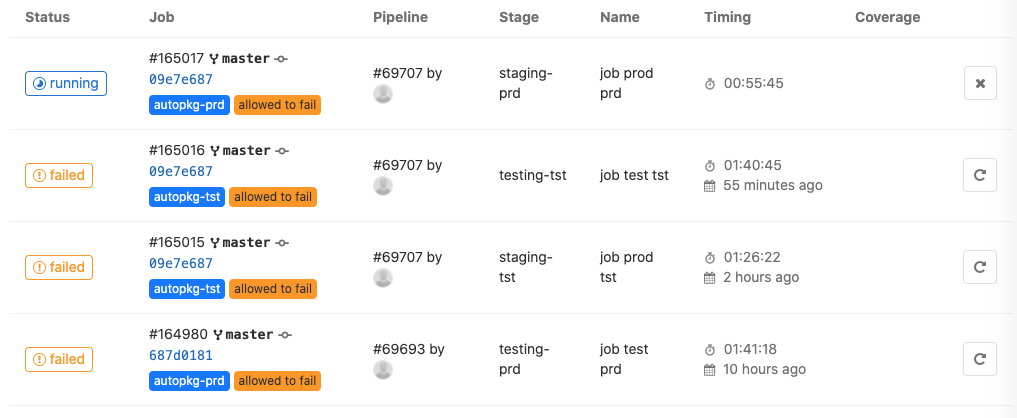 Status Job Pipeline Stage Name Timing Coverage
#165017 master
09e7e687
autopkg-prd allowed to fail
running
#69707 by
staging-
prd
job prod
prd
00:55:45
#165016 master
09e7e687
autopkg-tst allowed to fail
failed
#69707 by
testing-tst
job test tst
01:40:45
55 minutes ago
#165015 master
09e7e687
autopkg-tst allowed to fail
failed
#69707 by
staging-
tst
job prod
tst
01:26:22
2 hours ago
#164980 master
687d0181
autopkg-prd allowed to fail
failed
#69693 by
testing-
prd
job test
prd
01:41:18
10 hours ago